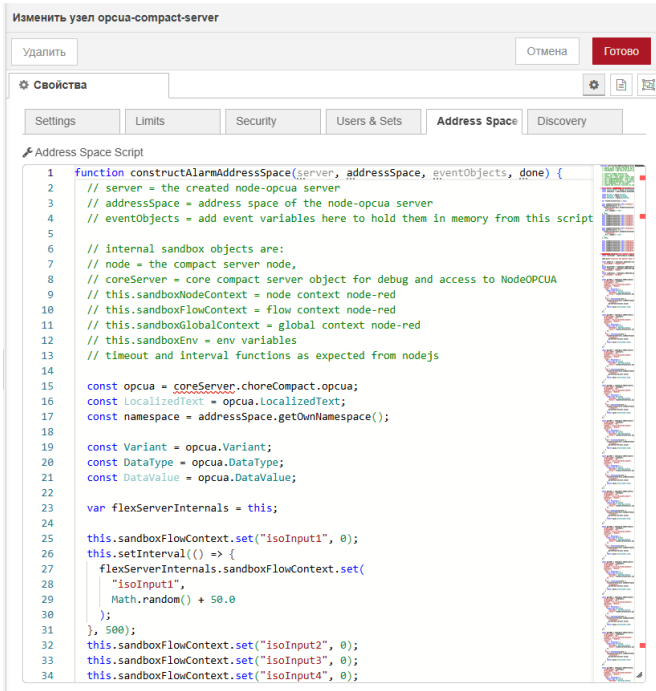 Изменить узел opcua-compact-server
Удалить
Отмена
Готово
Свойства
Settings
Limits
Security
Users & Sets
Address Space
Discovery
Address Space Script
1 function constructAlarmAddressSpace(server, addressSpace, eventObjects, done) {
2 // server = the created node-opcua server
3 // addressSpace = address space of the node-opcua server
4 // eventObjects = add event variables here to hold them in memory from this script
5
6 // internal sandbox objects are:
7 // node = the compact server node,
8 // coreServer = core compact server object for debug and access to NodeOPCUA
9 // this.sandboxNodeContext = node context node-red
10 // this.sandboxFlowContext = flow context node-red
11 // this.sandboxGlobalContext = global context node-red
12 // this.sandboxEnv = env variables
13 // timeout and interval functions as expected from nodejs
14
15 const opcua = coreServer.choreCompact.opcua;
16 const LocalizedText = opcua.LocalizedText;
17 const namespace = addressSpace.getOwnNamespace();
18
19 const Variant = opcua.Variant;
20 const DataType = opcua.DataType;
21 const DataValue = opcua.DataValue;
22
23 var flexServerInternals = this;
24
25 this.sandboxFlowContext.set("isoInput1", 0);
26 this.setInterval(() => {
27 flexServerInternals.sandboxFlowContext.set(
28 "isoInput1",
29 Math.random() + 50.0
30 );
31 }, 500);
32 this.sandboxFlowContext.set("isoInput2", 0);
33 this.sandboxFlowContext.set("isoInput3", 0);
34 this.sandboxFlowContext.set("isoInput4", 0);